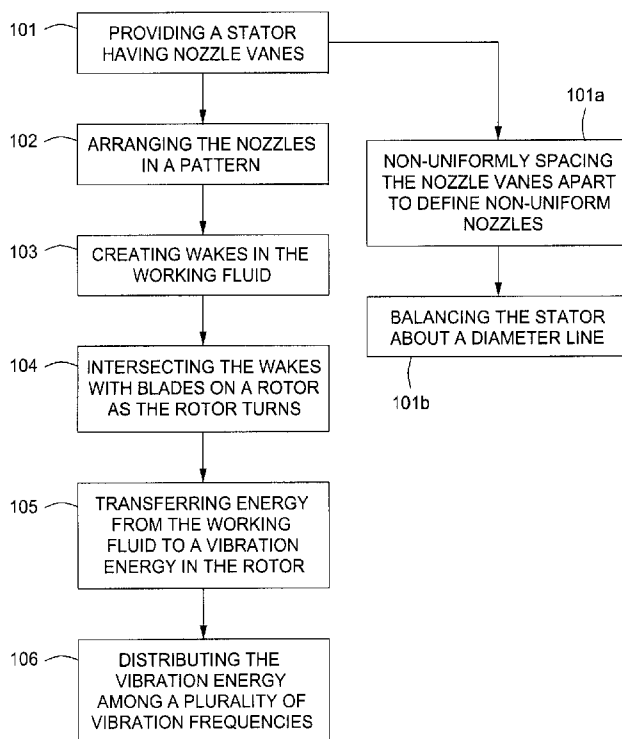 101
PROVIDING A STATOR
HAVING NOZZLE VANES
102
ARRANGING THE NOZZLES
IN A PATTERN
103
CREATING WAKES IN THE
WORKING FLUID
104
INTERSECTING THE WAKES
WITH BLADES ON A ROTOR
AS THE ROTOR TURNS
105
TRANSFERRING ENERGY
FROM THE WORKING
FLUID TO A VIBRATION
ENERGY IN THE ROTOR
106
DISTRIBUTING THE
VIBRATION ENERGY
AMONG A PLURALITY OF
VIBRATION FREQUENCIES
101a
NON-UNIFORMLY SPACING
THE NOZZLE VANES APART
TO DEFINE NON-UNIFORM
NOZZLES
BALANCING THE STATOR
ABOUT A DIAMETER LINE
101b